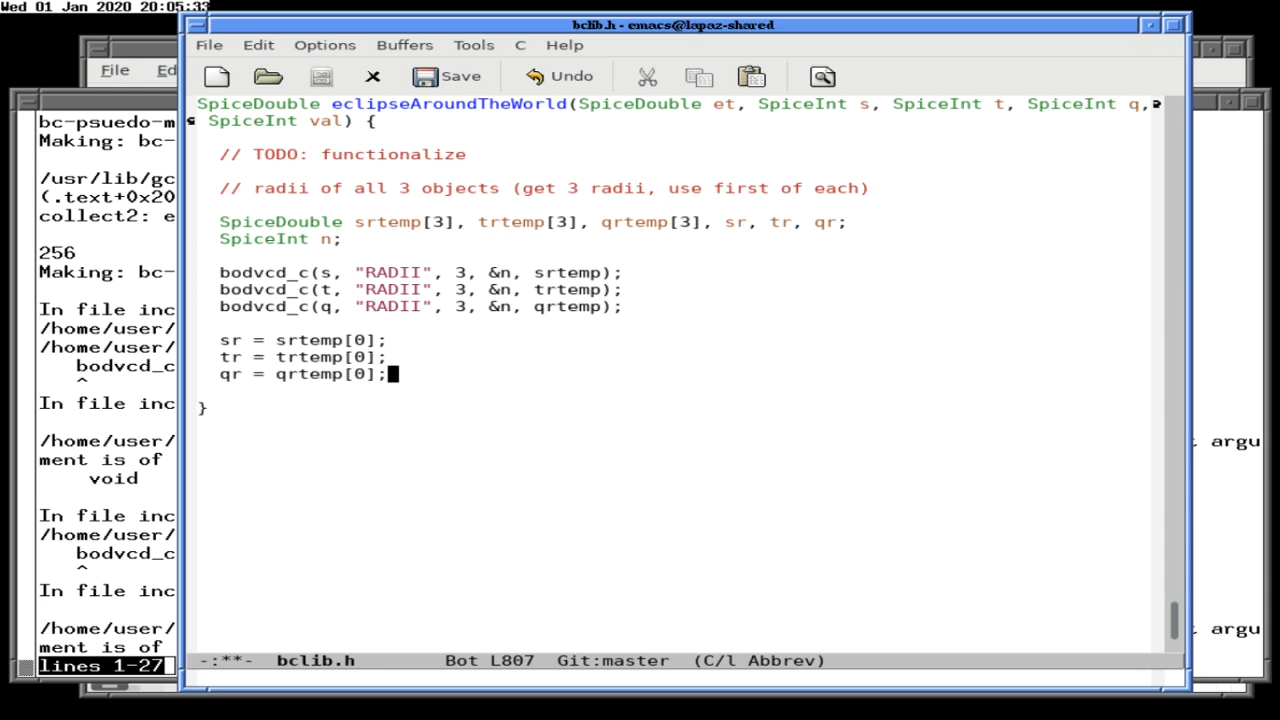 Wed 01 Jan 2020 20:05:33
bclib.h - emacs@lapaz-shared
File Edit Options Buffers Tools C Help
Save Undo
File Ed
SpiceDouble eclipseAroundTheWorld(SpiceDouble et, SpiceInt s, SpiceInt t, SpiceInt q,
SpiceInt val) {
// TODO: functionalize
// radii of all 3 objects (get 3 radii, use first of each)
SpiceDouble srtemp[3], trtemp[3], qrtemp[3], sr, tr, qr;
SpiceInt n;
bodvcd_c(s, "RADII", 3, &n, srtemp);
bodvcd_c(t, "RADII", 3, &n, trtemp);
bodvcd_c(q, "RADII", 3, &n, qrtemp);
sr = srtemp[0];
tr = trtemp[0];
qr = qrtemp[0];
}
-:**- bclib.h Bot L807 Git:master (C/l Abbrev)
bc-psuedo-m
Making: bc-
/usr/lib/gc
(.text+0x20
collect2: e
256
Making: bc-
In file inc
/home/user/
/home/user/
bodvcd_c
^
In file inc
/home/user/
argu
ment is of
void
In file inc
/home/user/
bodvcd_c
^
In file inc
/home/user/
argu
ment is of
lines 1-27